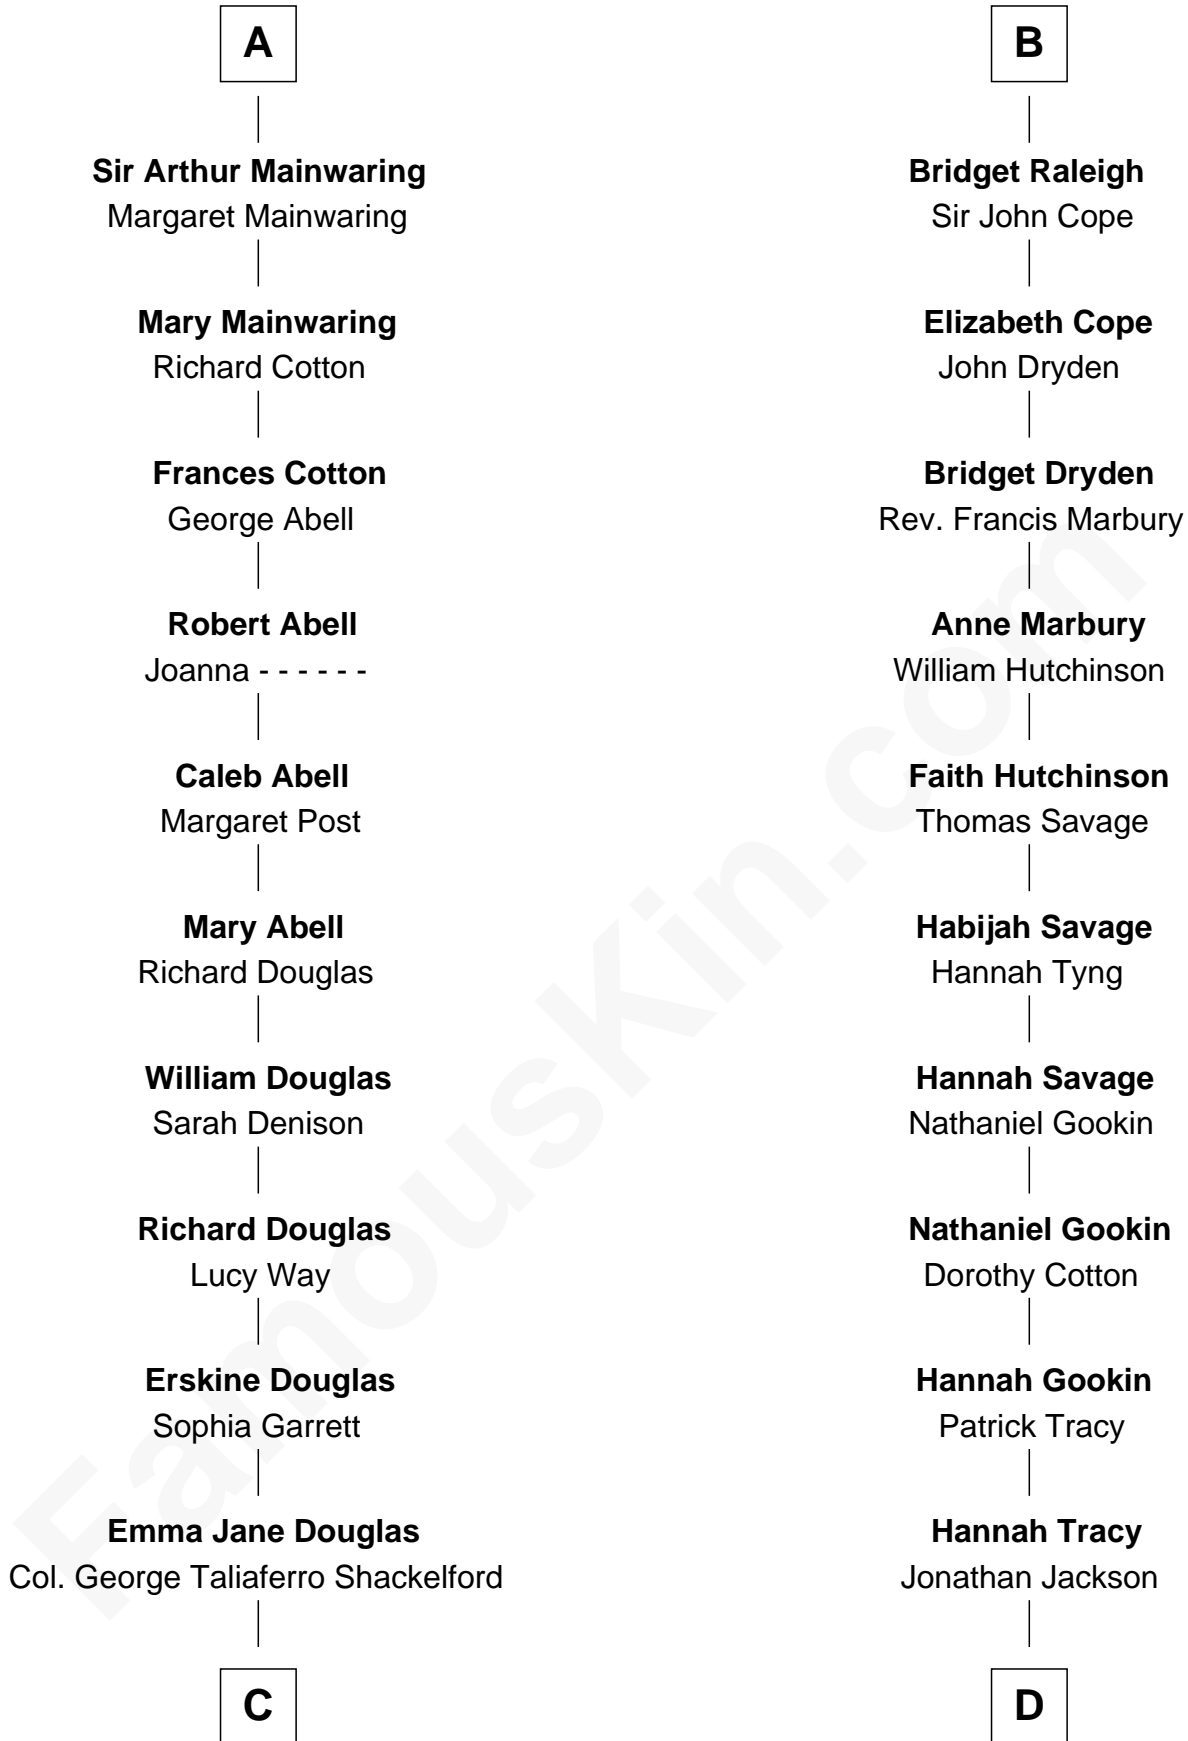 A
Sir Arthur Mainwaring
Margaret Mainwaring
Mary Mainwaring
Richard Cotton
Frances Cotton
George Abell
Robert Abell
Joanna - - - - - -
Caleb Abell
Margaret Post
Mary Abell
Richard Douglas
William Douglas
Sarah Denison
Richard Douglas
Lucy Way
Erskine Douglas
Sophia Garrett
Emma Jane Douglas
Col. George Taliaferro Shackelford
C
B
Bridget Raleigh
Sir John Cope
Elizabeth Cope
John Dryden
Bridget Dryden
Rev. Francis Marbury
Anne Marbury
William Hutchinson
Faith Hutchinson
Thomas Savage
Habijah Savage
Hannah Tyng
Hannah Savage
Nathaniel Gookin
Nathaniel Gookin
Dorothy Cotton
Hannah Gookin
Patrick Tracy
Hannah Tracy
Jonathan Jackson
D
FamousKin.com